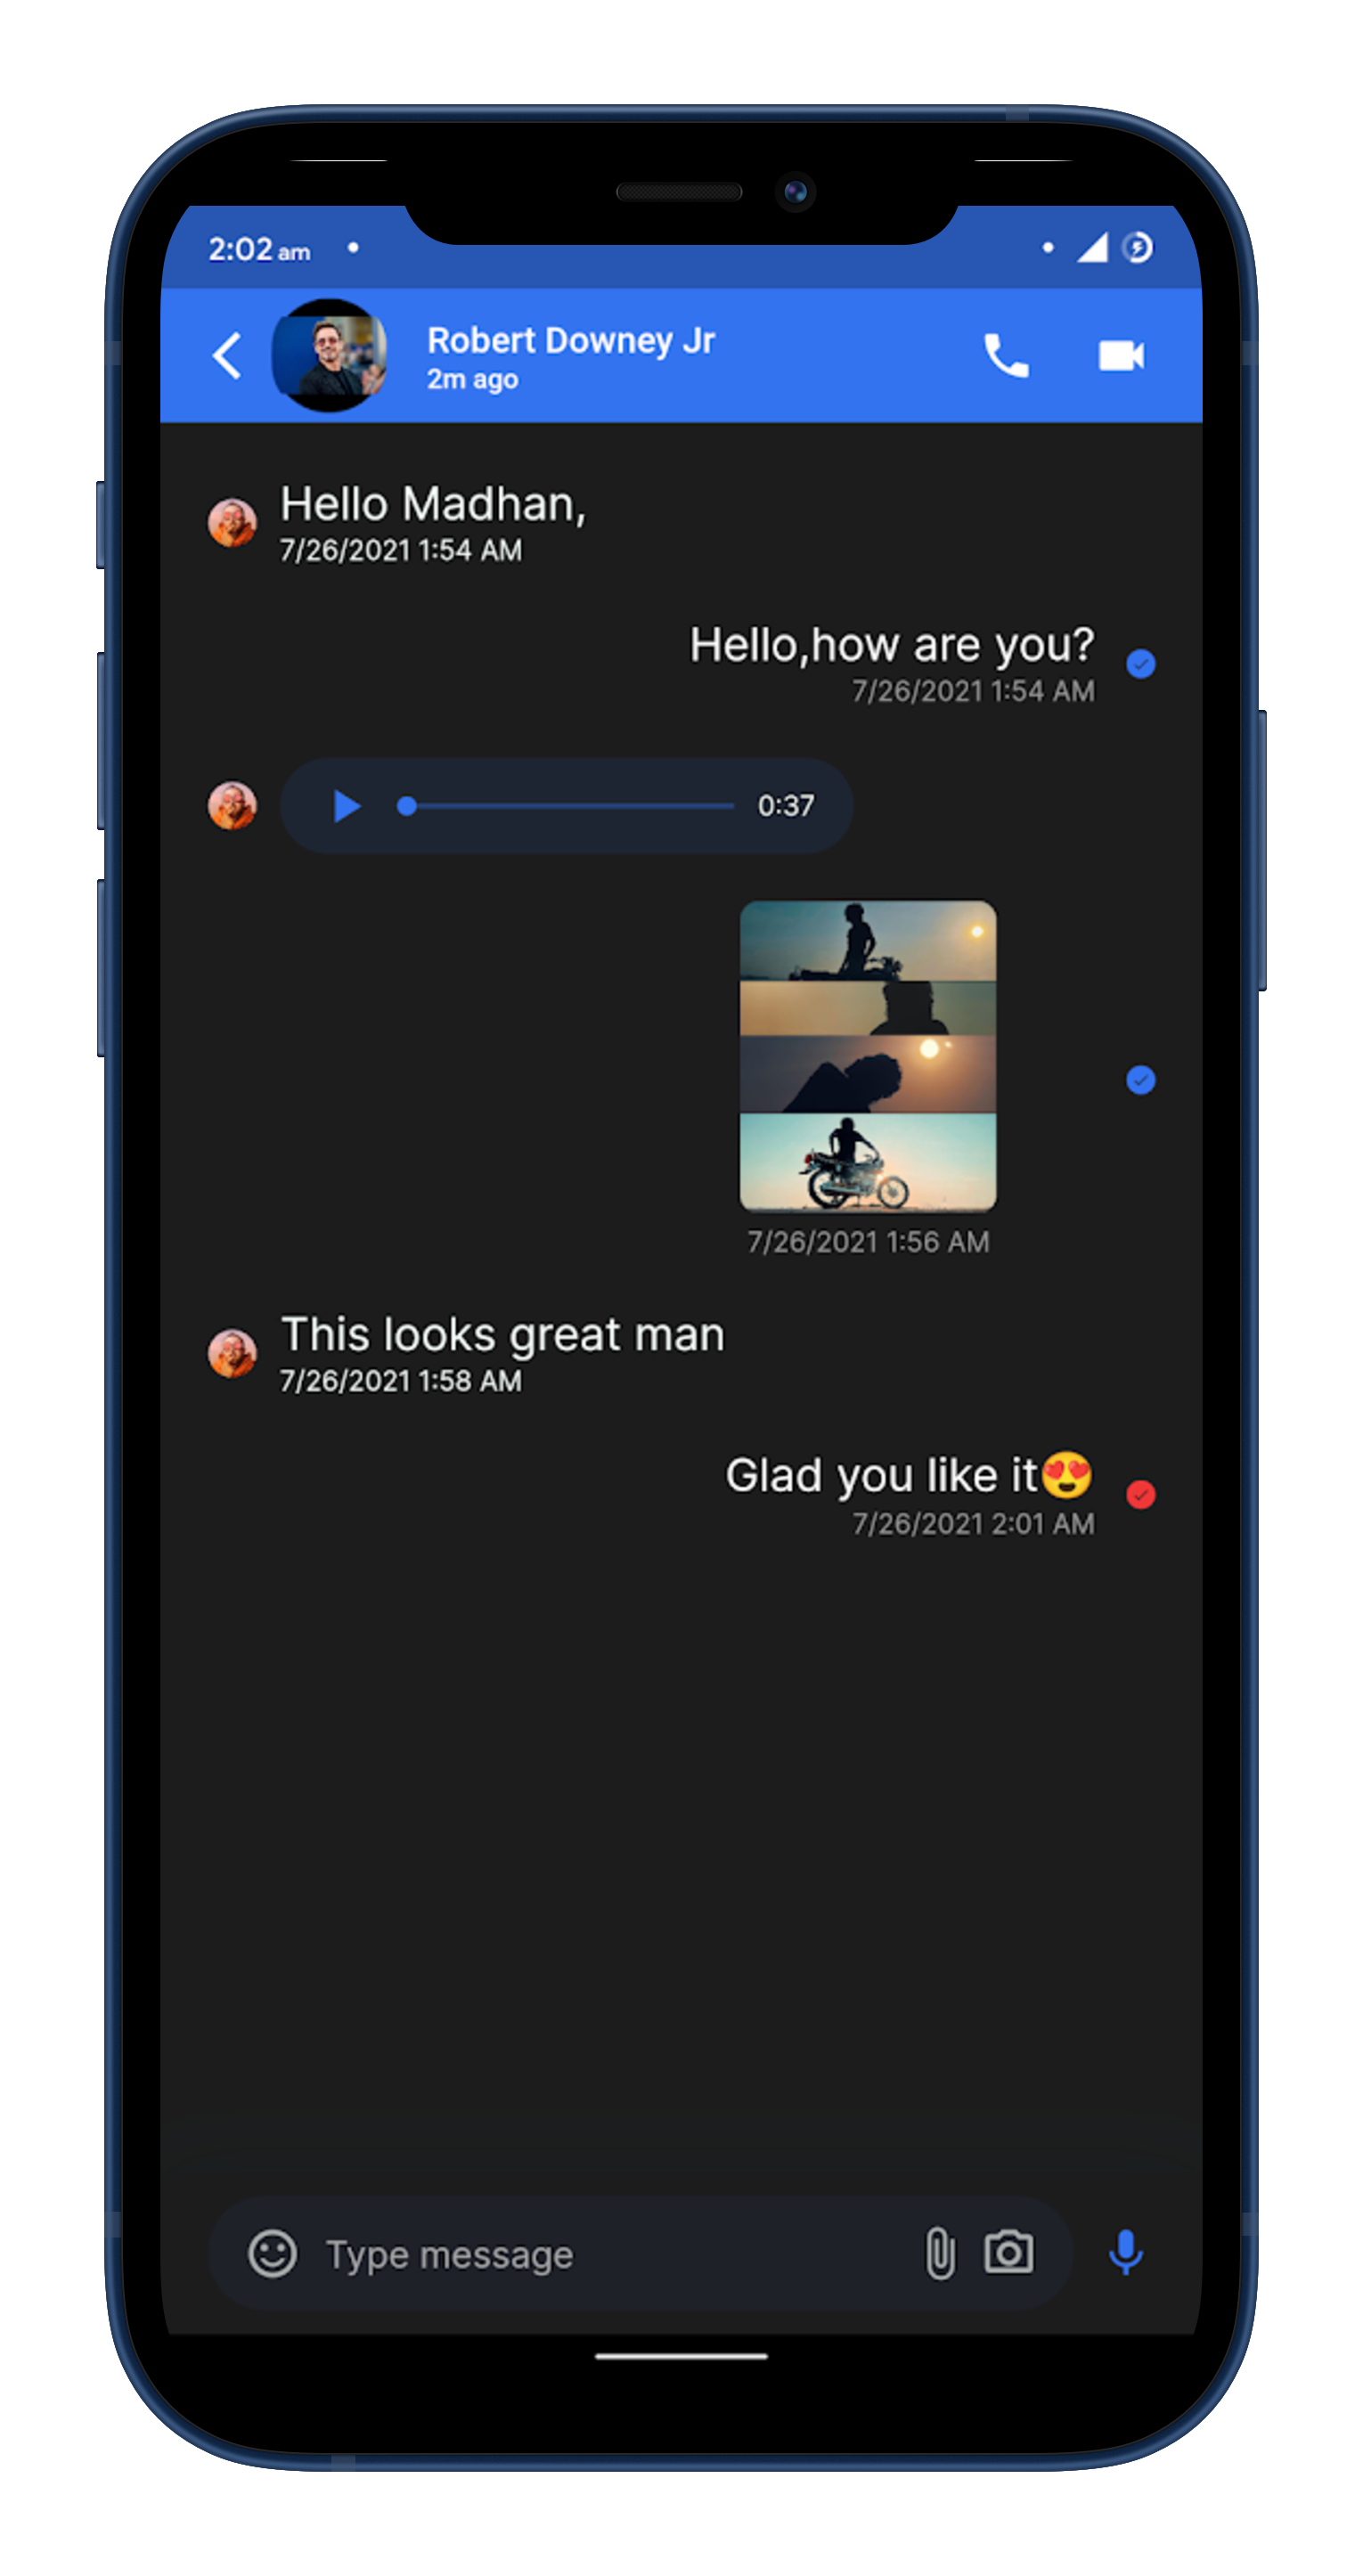 2:02 am
Robert Downey Jr
2m ago
Hello Madhan,
7/26/2021 1:54 AM
Hello,how are you?
7/26/2021 1:54 AM
0:37
7/26/2021 1:56 AM
This looks great man
7/26/2021 1:58 AM
Glad you like it😍
7/26/2021 2:01 AM
Type message